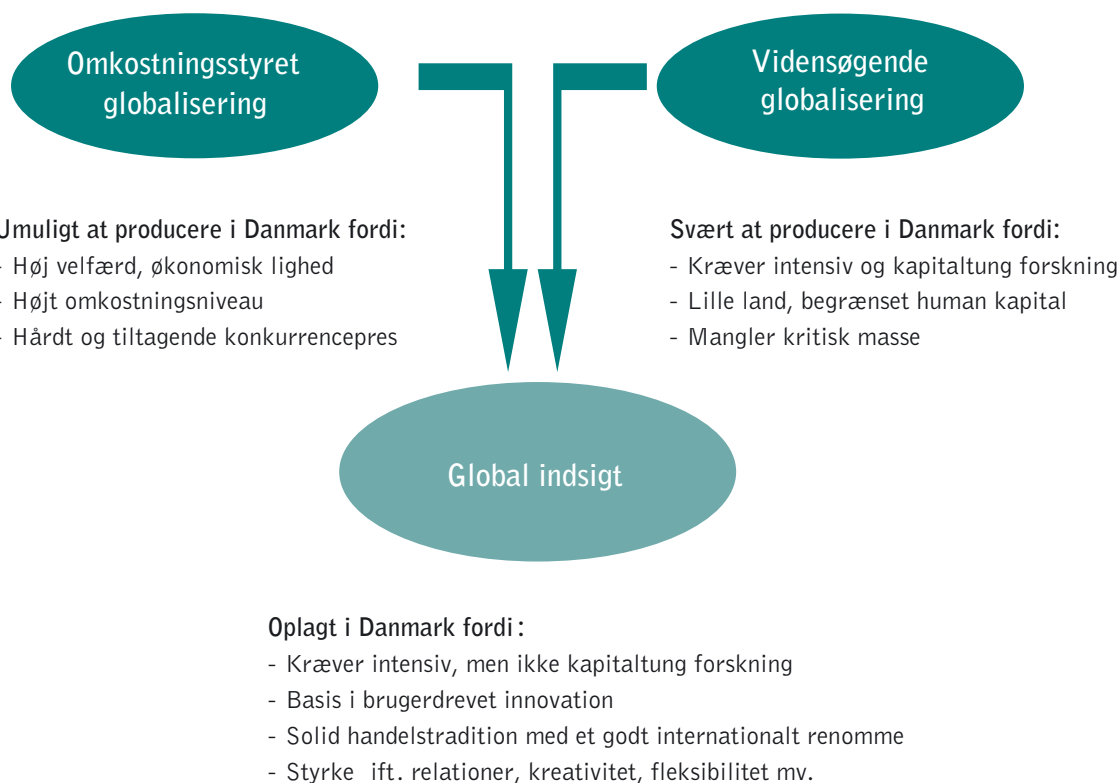 Omkostningsstyret
globalisering
Vidensøgende
globalisering
Umuligt at producere i Danmark fordi:
- Høj velfærd, økonomisk lighed
- Højt omkostningsniveau
- Hårdt og tiltagende konkurrencepres
Svært at producere i Danmark fordi:
- Kræver intensiv og kapitaltung forskning
- Lille land, begrænset human kapital
- Mangler kritisk masse
Global indsigt
Oplagt i Danmark fordi:
- Kræver intensiv, men ikke kapitaltung forskning
- Basis i brugerdrevet innovation
- Solid handelstradition med et godt internationalt renomme
- Styrke ift. relationer, kreativitet, fleksibilitet mv.